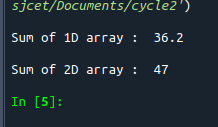 sjcet/Documents/cycle2')
Sum of 1D array :  36.2
Sum of 2D array :  47
In [5]: